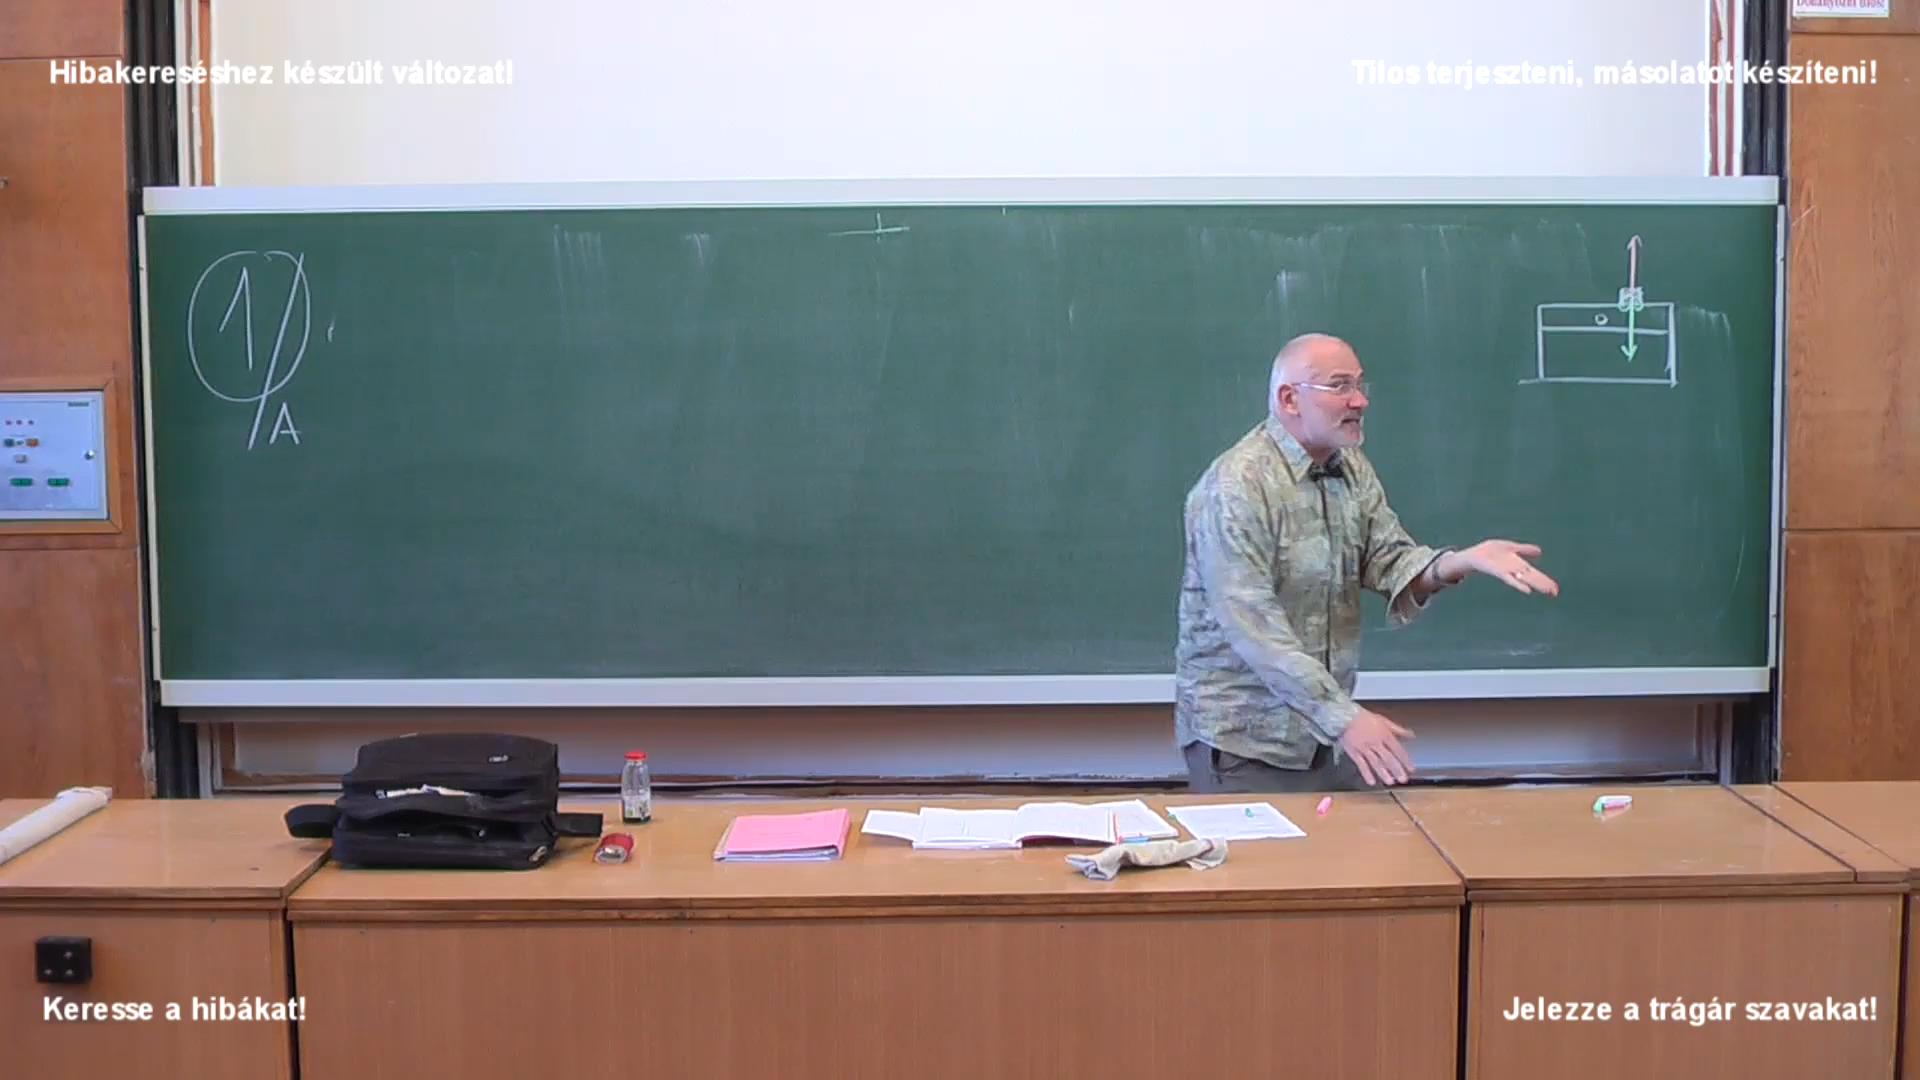 Hibakereséshez készült változat!
Tilos terjeszteni, másolatot készíteni!
1/A
Keresse a hibákat!
Jelezze a trágár szavakat!